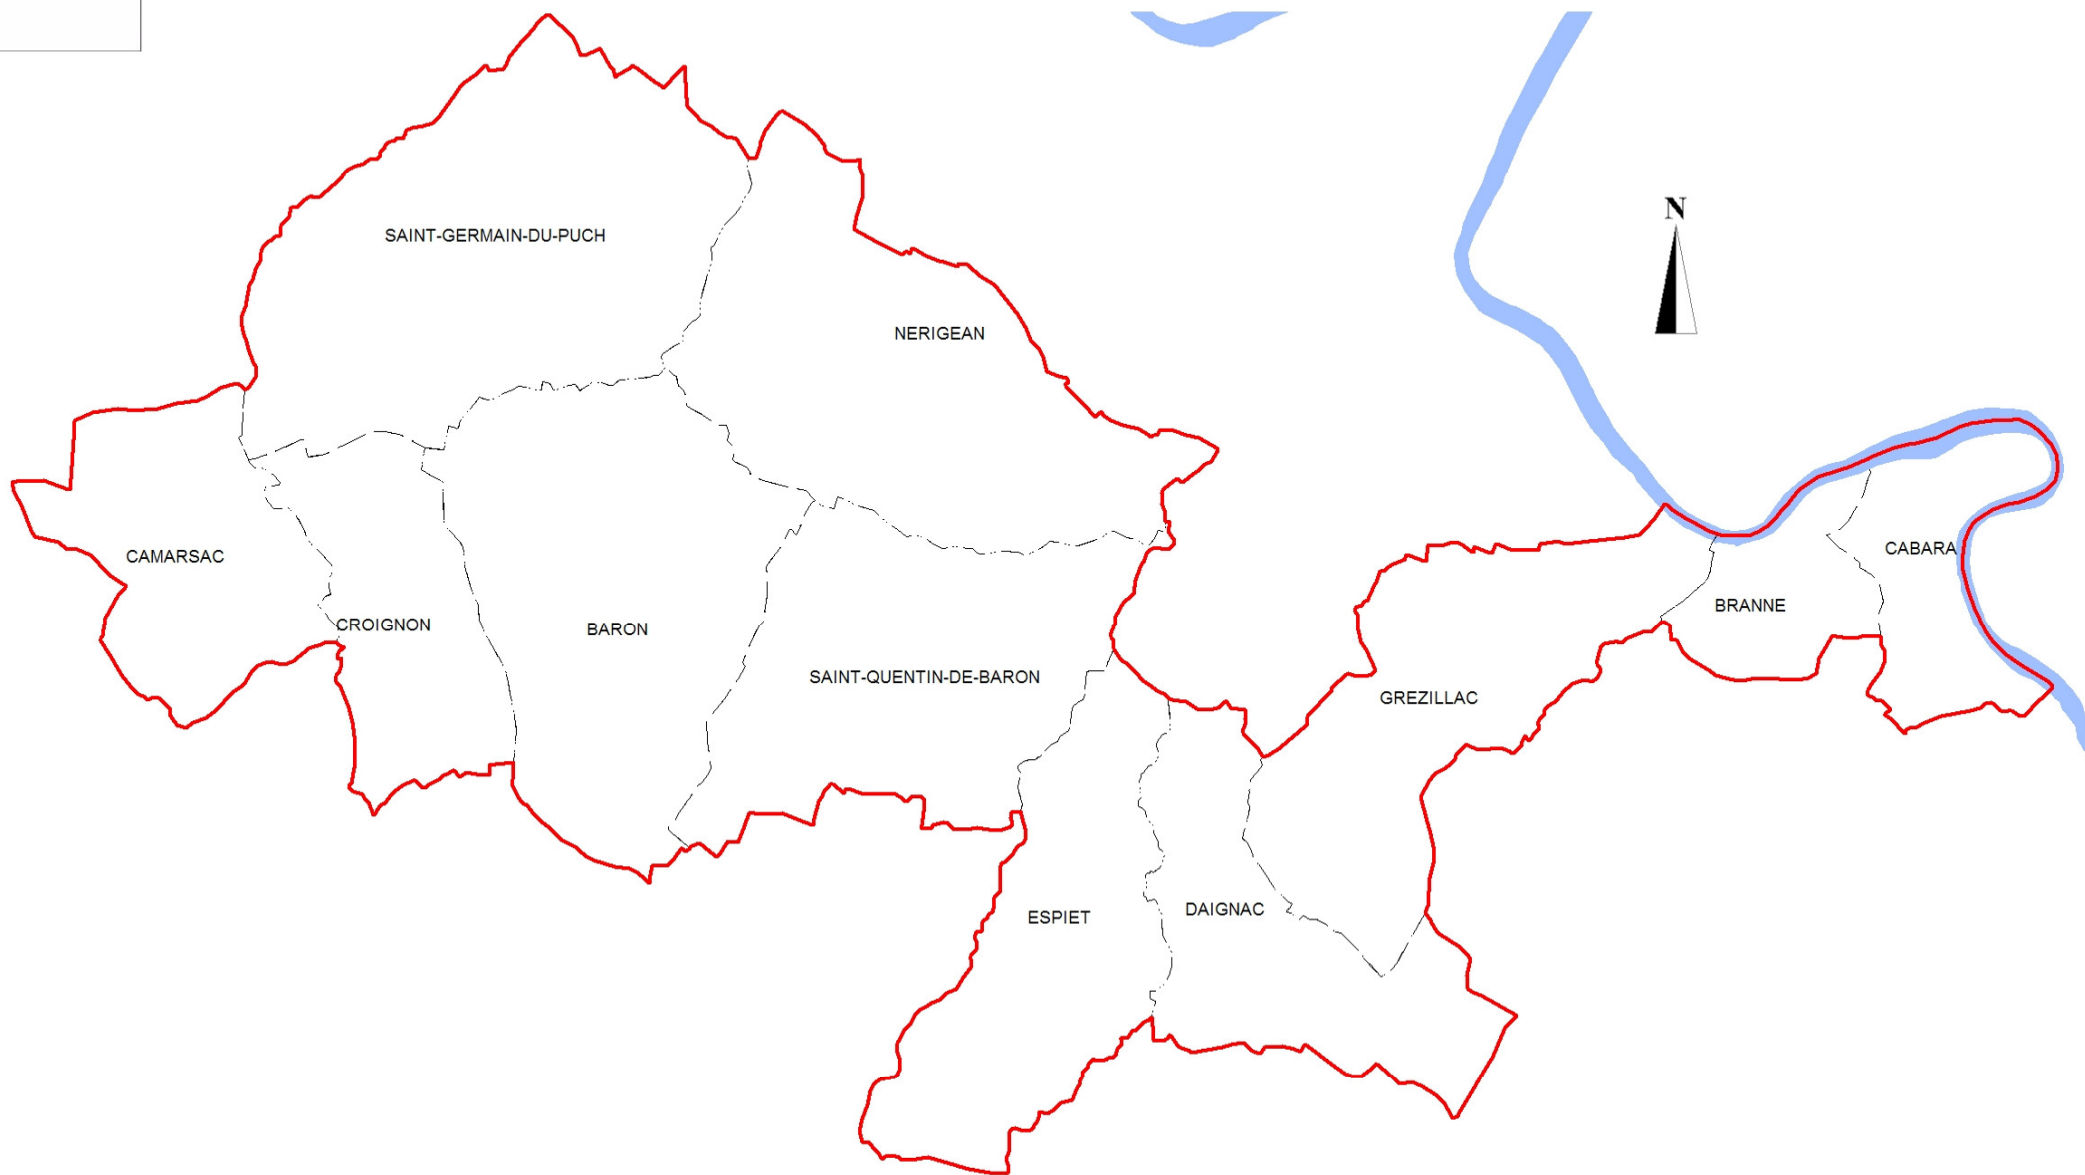 N
SAINT-GERMAIN-DU-PUCH
NERIGEAN
CAMARSAC
CABARA
BRANNE
CROIGNON
BARON
SAINT-QUENTIN-DE-BARON
GREZILLAC
ESPIET
DAIGNAC